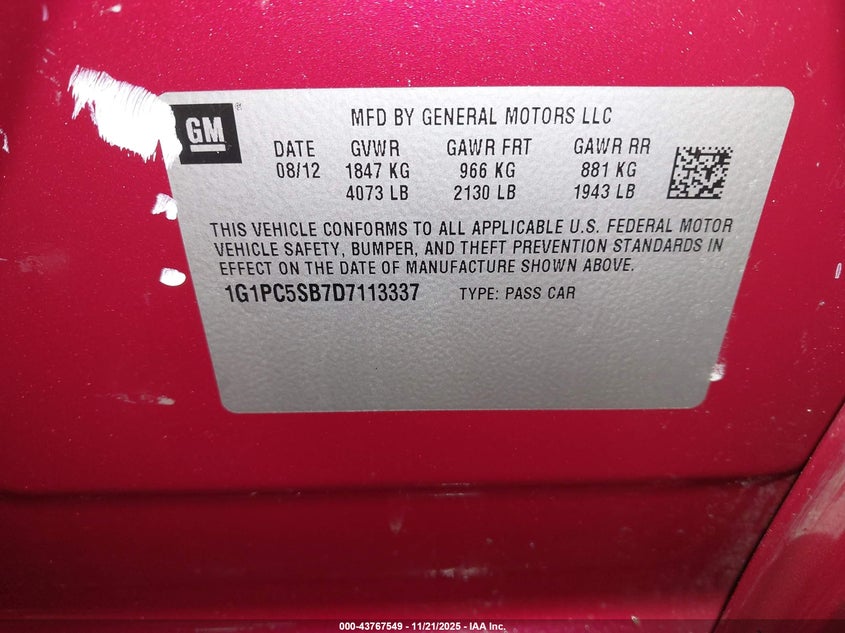 GM ®
MFD BY GENERAL MOTORS LLC
DATE GVWR GAWR FRT GAWR RR
08/12 1847 KG 966 KG 881 KG
4073 LB 2130 LB 1943 LB
THIS VEHICLE CONFORMS TO ALL APPLICABLE U.S. FEDERAL MOTOR
VEHICLE SAFETY, BUMPER, AND THEFT PREVENTION STANDARDS IN
EFFECT ON THE DATE OF MANUFACTURE SHOWN ABOVE.
1G1PC5SB7D7113337 TYPE: PASS CAR
000-43767549 - 11/21/2025 - IAA Inc.